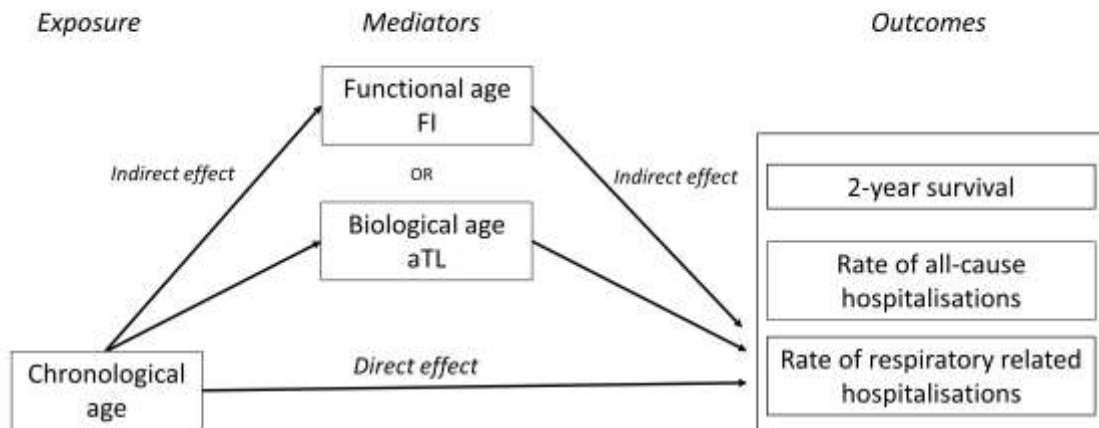 Exposure
Mediators
Outcomes
Functional age
FI
Indirect effect
OR
Indirect effect
Biological age
aTL
2-year survival
Rate of all-cause
hospitalisations
Chronological
age
Direct effect
Rate of respiratory related
hospitalisations